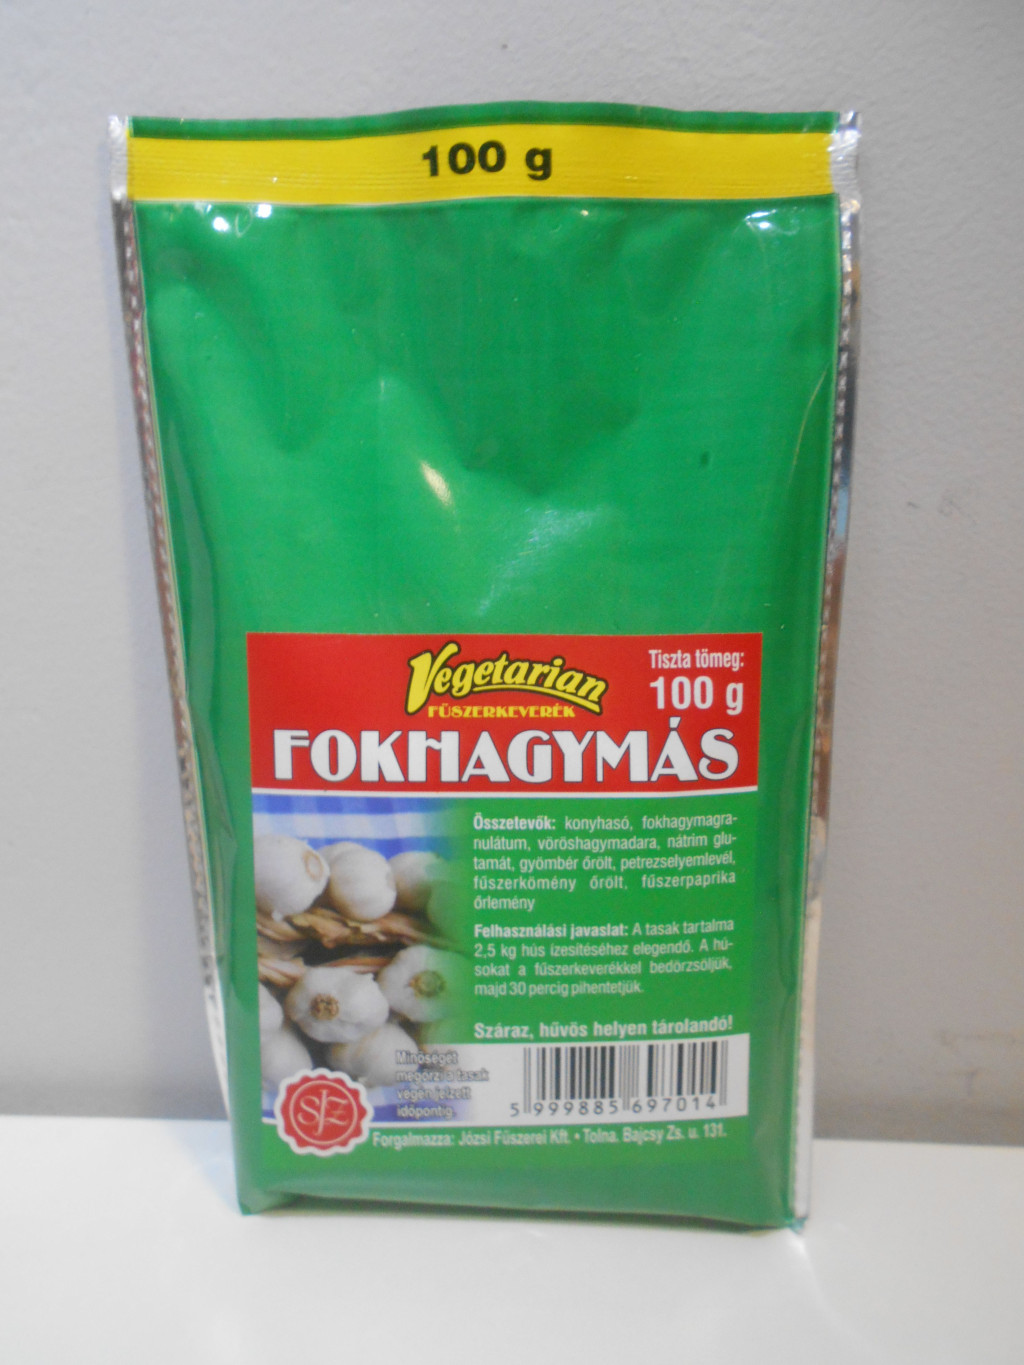 100 g
Vegetarian
FŰSZERKEVERÉK
Tiszta tömeg:
100 g
FOKHAGYMÁS
Összetevők: konyhasó, fokhagymagra-
nulátum, vöröshagymadara, nátrim glu-
tamát, gyömbér őrölt, petrezselyemlevél,
fűszerkömény őrölt, fűszerpaprika
őrlemény
Felhasználási javaslat: A tasak tartalma
2,5 kg hús ízesítéséhez elegendő. A hú-
sokat a fűszerkeverékkel bedörzsöljük,
majd 30 percig pihentetjük.
Száraz, hűvös helyen tárolandó!
Minőségét
megőrzi a tasak
végén jelzett
időpontig.
5 999885 697014
SFZ
Forgalmazza: Józsi Fűszerei Kft. • Tolna, Bajcsy Zs. u. 131.